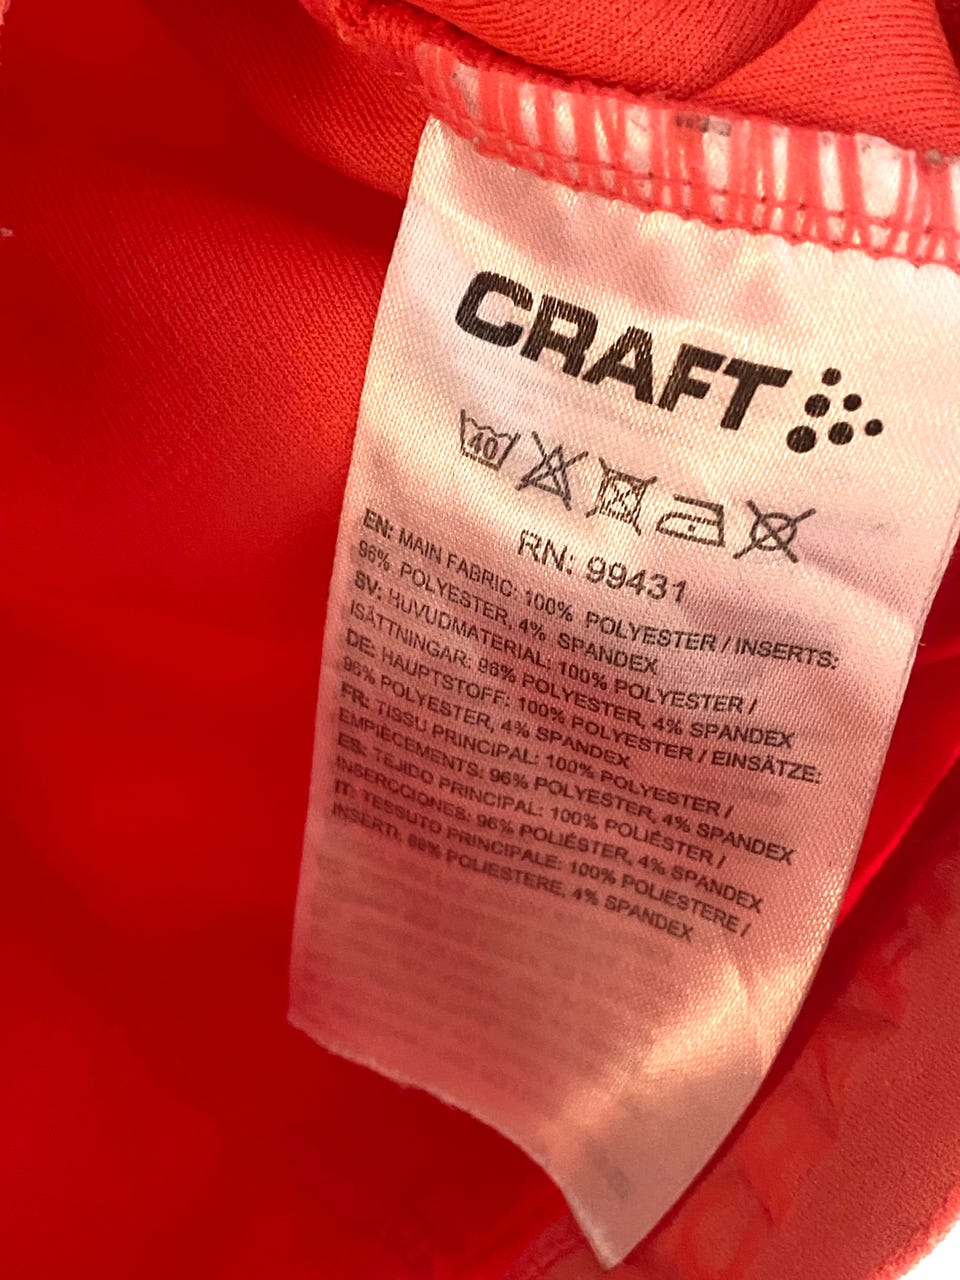 CRAFT
40
RN: 99431
EN: MAIN FABRIC: 100% POLYESTER / INSERTS:
96% POLYESTER, 4% SPANDEX
SV: HUVUDMATERIAL: 100% POLYESTER /
ISÄTTNINGAR: 96% POLYESTER, 4% SPANDEX
DE: HAUPTSTOFF: 100% POLYESTER / EINSÄTZE:
96% POLYESTER, 4% SPANDEX
FR: TISSU PRINCIPAL: 100% POLYESTER /
EMPIÈCEMENTS: 96% POLYESTER, 4% SPANDEX
ES: TEJIDO PRINCIPAL: 100% POLIÉSTER /
INSERCCIONES: 96% POLIÉSTER, 4% SPANDEX
IT: TESSUTO PRINCIPALE: 100% POLIESTERE /
INSERTI: 96% POLIESTERE, 4% SPANDEX